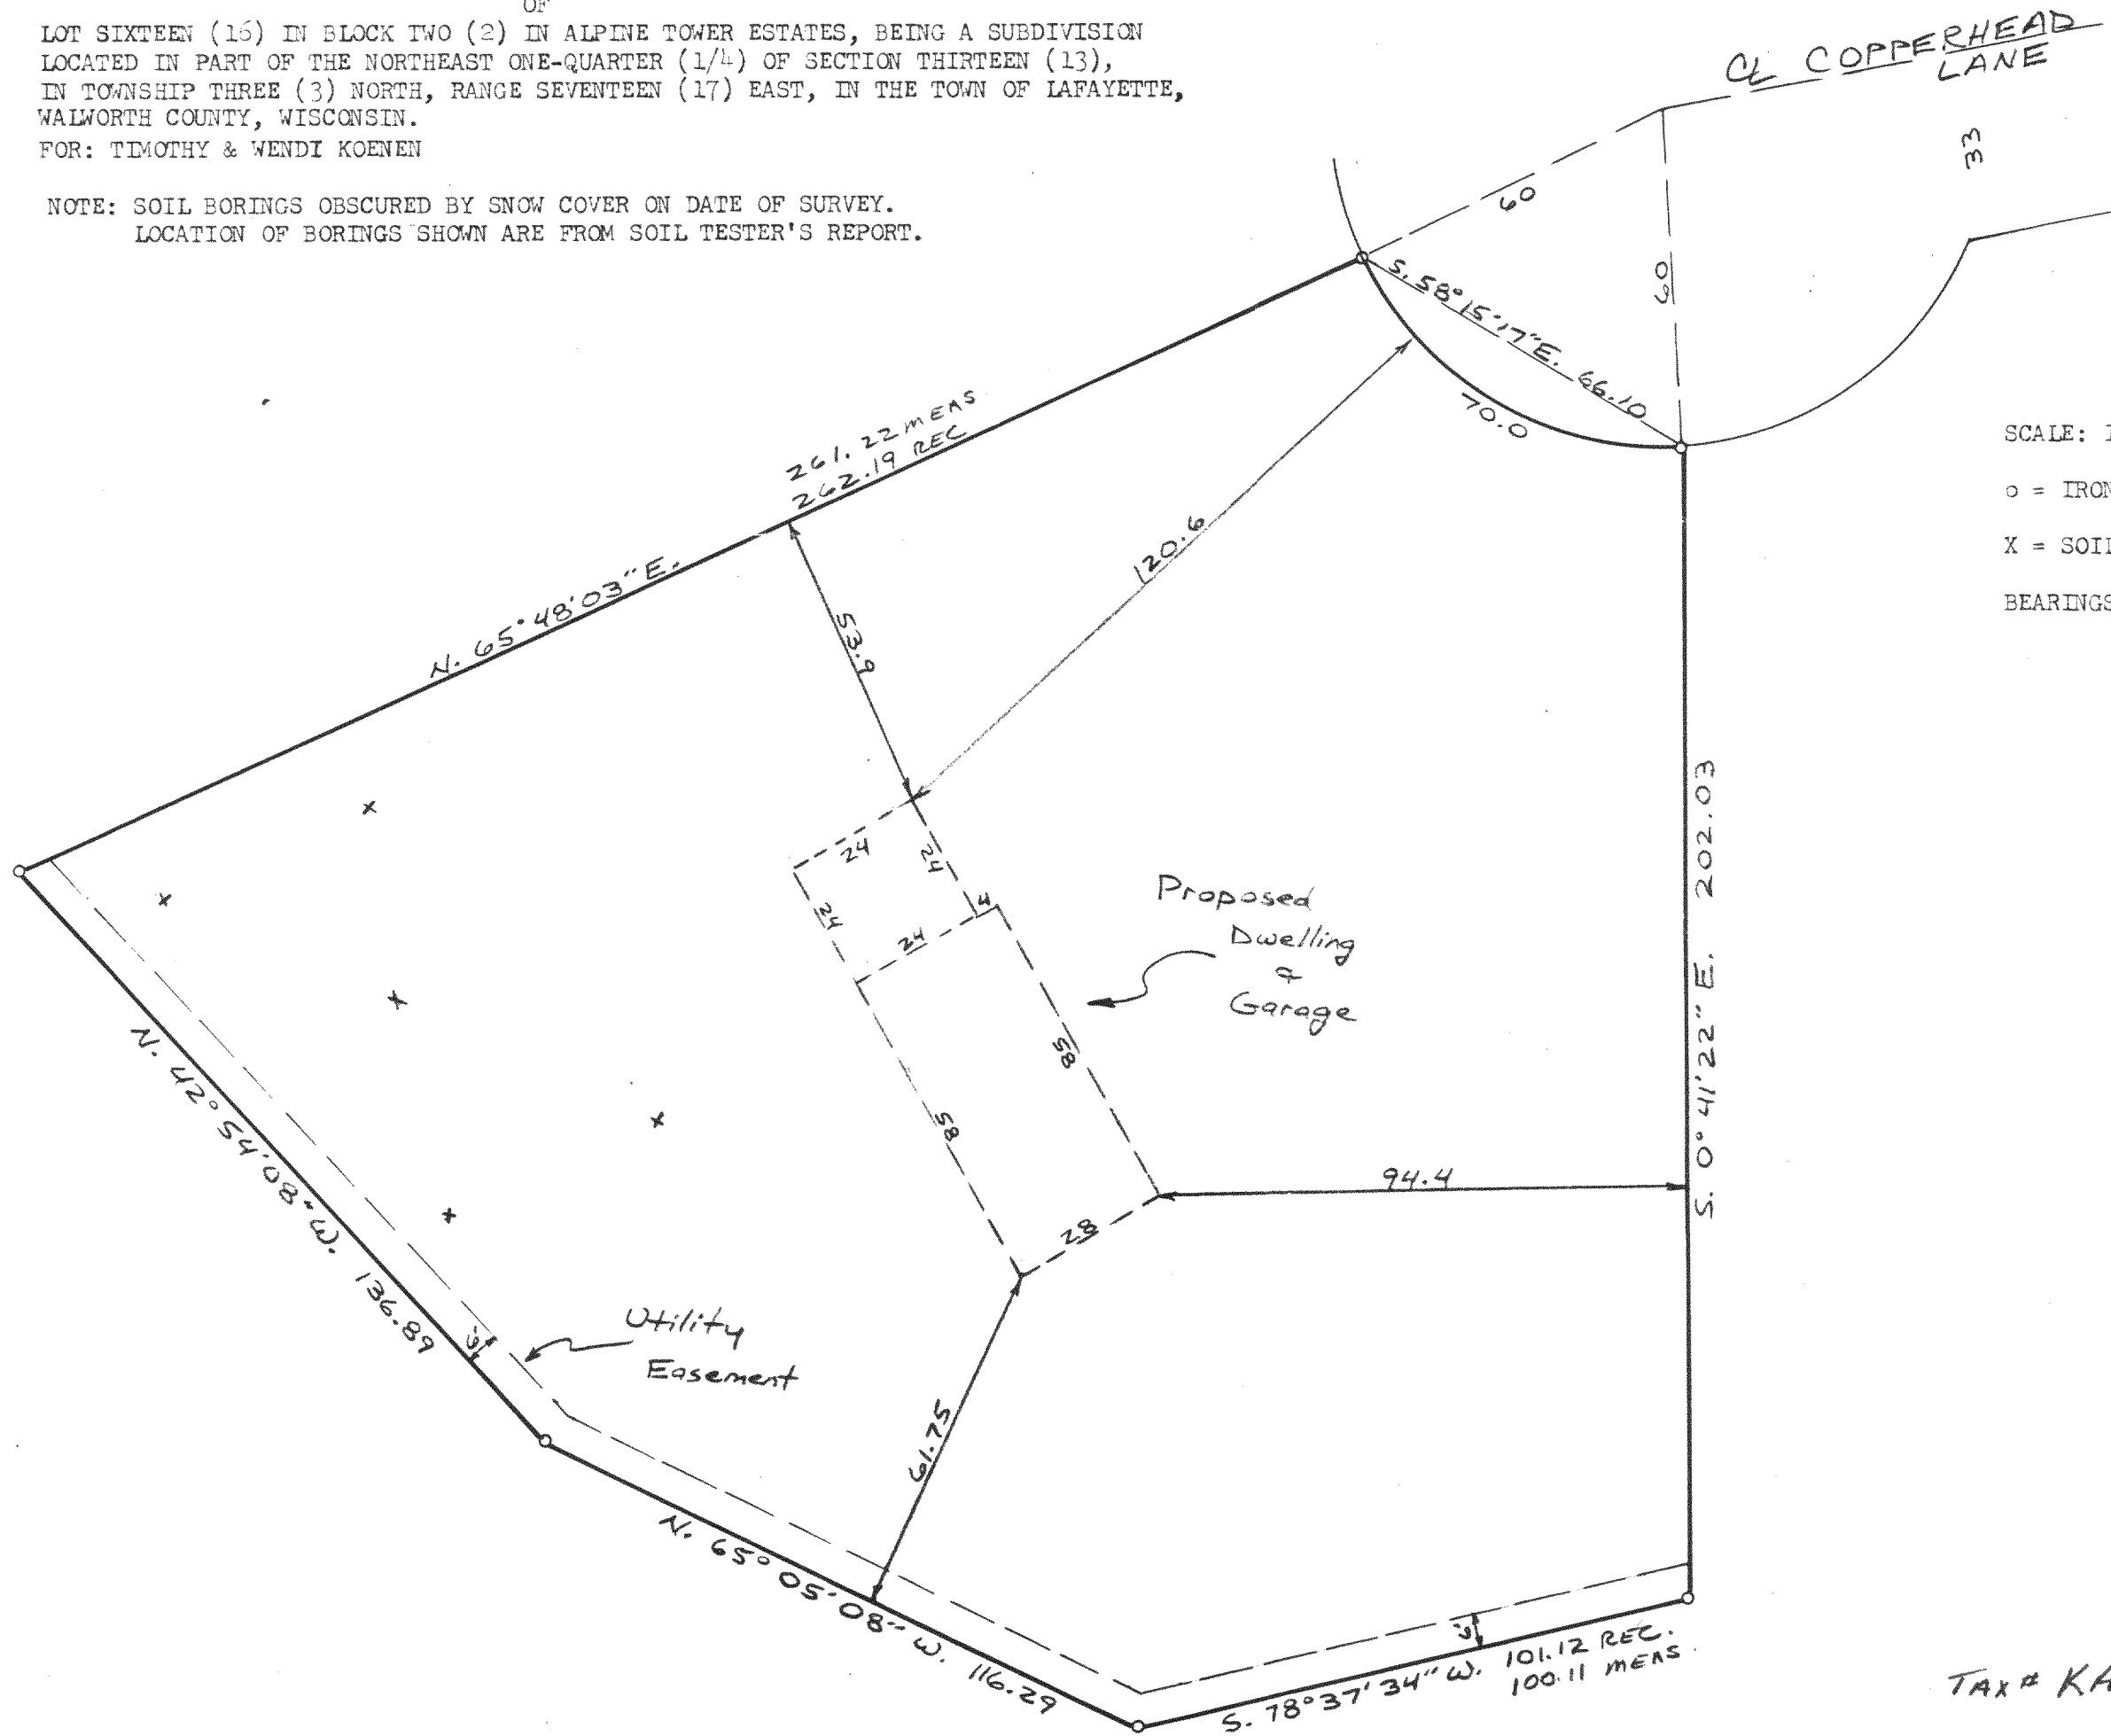 OF
LOT SIXTEEN (16) IN BLOCK TWO (2) IN ALPINE TOWER ESTATES, BEING A SUBDIVISION
LOCATED IN PART OF THE NORTHEAST ONE-QUARTER (1/4) OF SECTION THIRTEEN (13),
IN TOWNSHIP THREE (3) NORTH, RANGE SEVENTEEN (17) EAST, IN THE TOWN OF LAFAYETTE,
WALWORTH COUNTY, WISCONSIN.
FOR: TIMOTHY & WENDI KOENEN
NOTE: SOIL BORINGS OBSCURED BY SNOW COVER ON DATE OF SURVEY.
LOCATION OF BORINGS SHOWN ARE FROM SOIL TESTER'S REPORT.
CL COPPERHEAD
LANE
33
60
60
S. 58° 15' 17" E. 66.10
70.0
SCALE: 1
o = IRON
X = SOIL
BEARINGS
261.22 MEAS
262.19 REC
N. 65° 48' 03" E.
120.6
53.9
24
24
24
24
4
Proposed
Dwelling
&
Garage
58
58
28
94.4
S. 0° 41' 22" E. 202.03
N. 42° 54' 08" W. 136.89
6'
Utility
Easement
61.75
N. 65° 05' 08" W. 116.29
6'
S. 78° 37' 34" W. 101.12 REC.
100.11 MEAS
TAX # KA